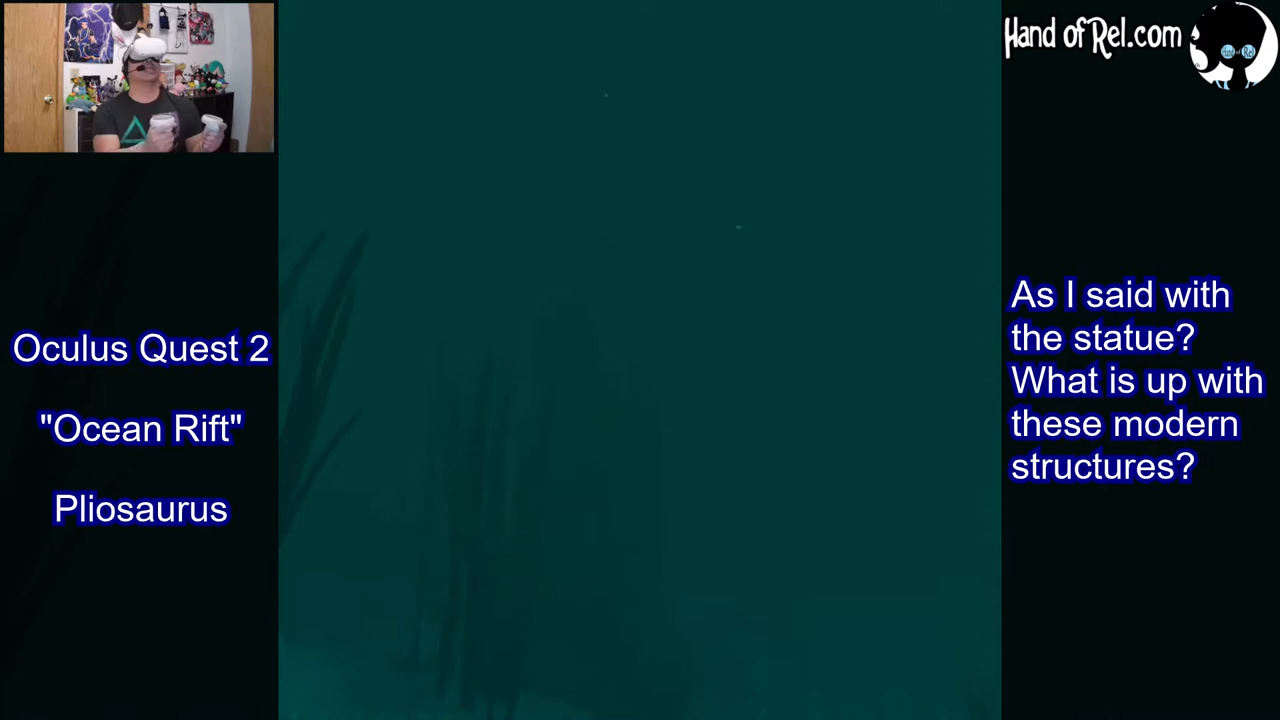 Hand of Rel.com
Oculus Quest 2
"Ocean Rift"
Pliosaurus
As I said with
the statue?
What is up with
these modern
structures?